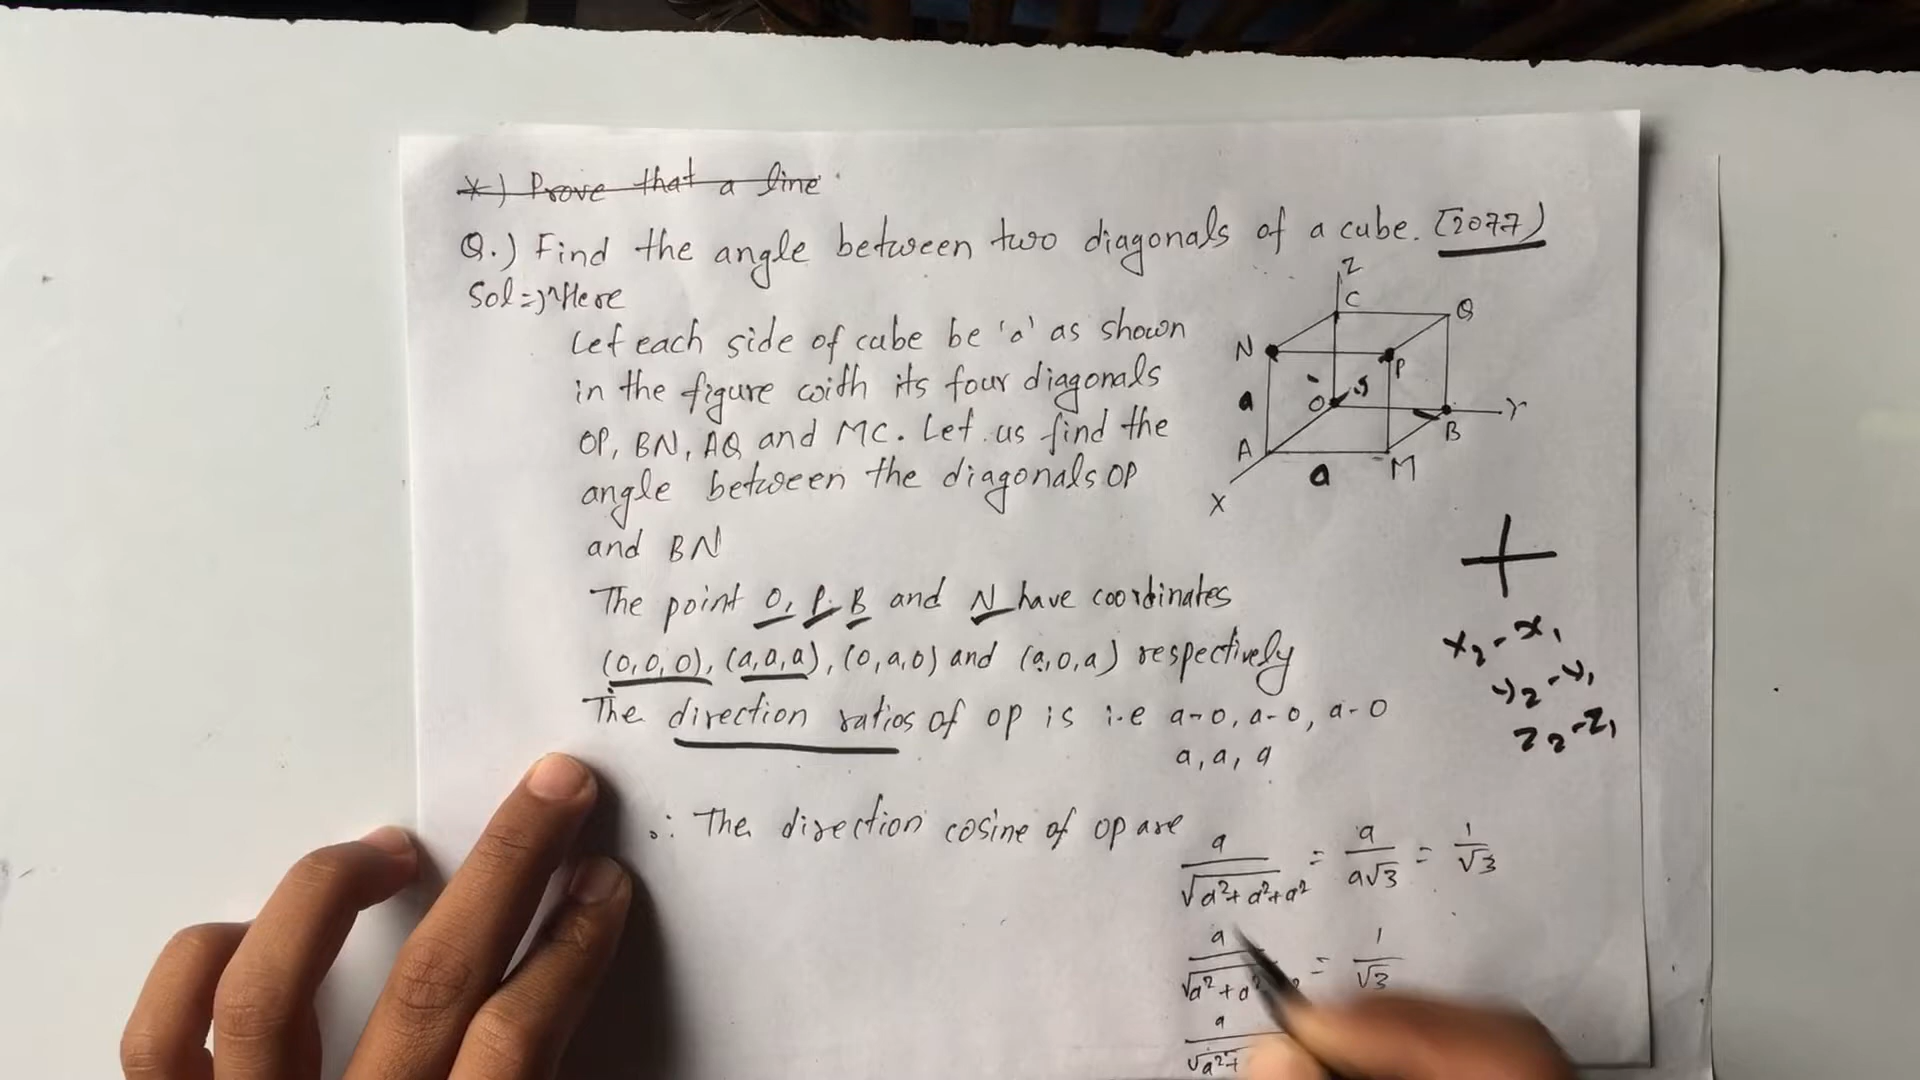 *) Prove that a line
Q.) Find the angle between two diagonals of a cube. [2077)
Sol=)ⁿHere
Let each side of cube be 'a' as shown
in the figure with its four diagonals
OP, BN, AQ and MC. Let us find the
angle between the diagonals OP
and BN
The point O, P, B and N have coordinates
(0,0,0), (a,a,a), (0,a,0) and (a,0,a) respectively
The direction ratios of op is i.e a-0, a-0, a-0
a, a, a
∴ The direction cosine of op are
a/√a²+a²+a² = a/a√3 = 1/√3
a/√a²+a² = 1/√3
a/√a²+
Z
C
Q
N
P
a
O
Y
B
A
a
M
X
x₂-x₁
y₂-y₁
z₂-z₁